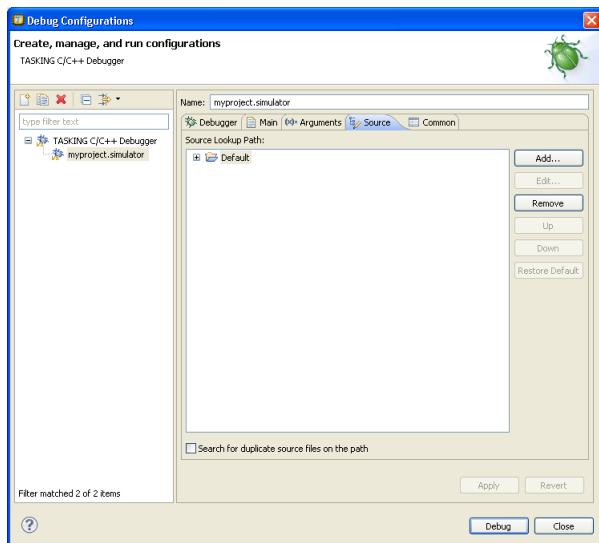 Debug Configurations
Create, manage, and run configurations
TASKING C/C++ Debugger
type filter text
TASKING C/C++ Debugger
myproject.simulator
Filter matched 2 of 2 items
Name: myproject.simulator
Debugger Main Arguments Source Common
Source Lookup Path:
Default
Add...
Edit...
Remove
Up
Down
Restore Default
Search for duplicate source files on the path
Apply Revert
Debug Close